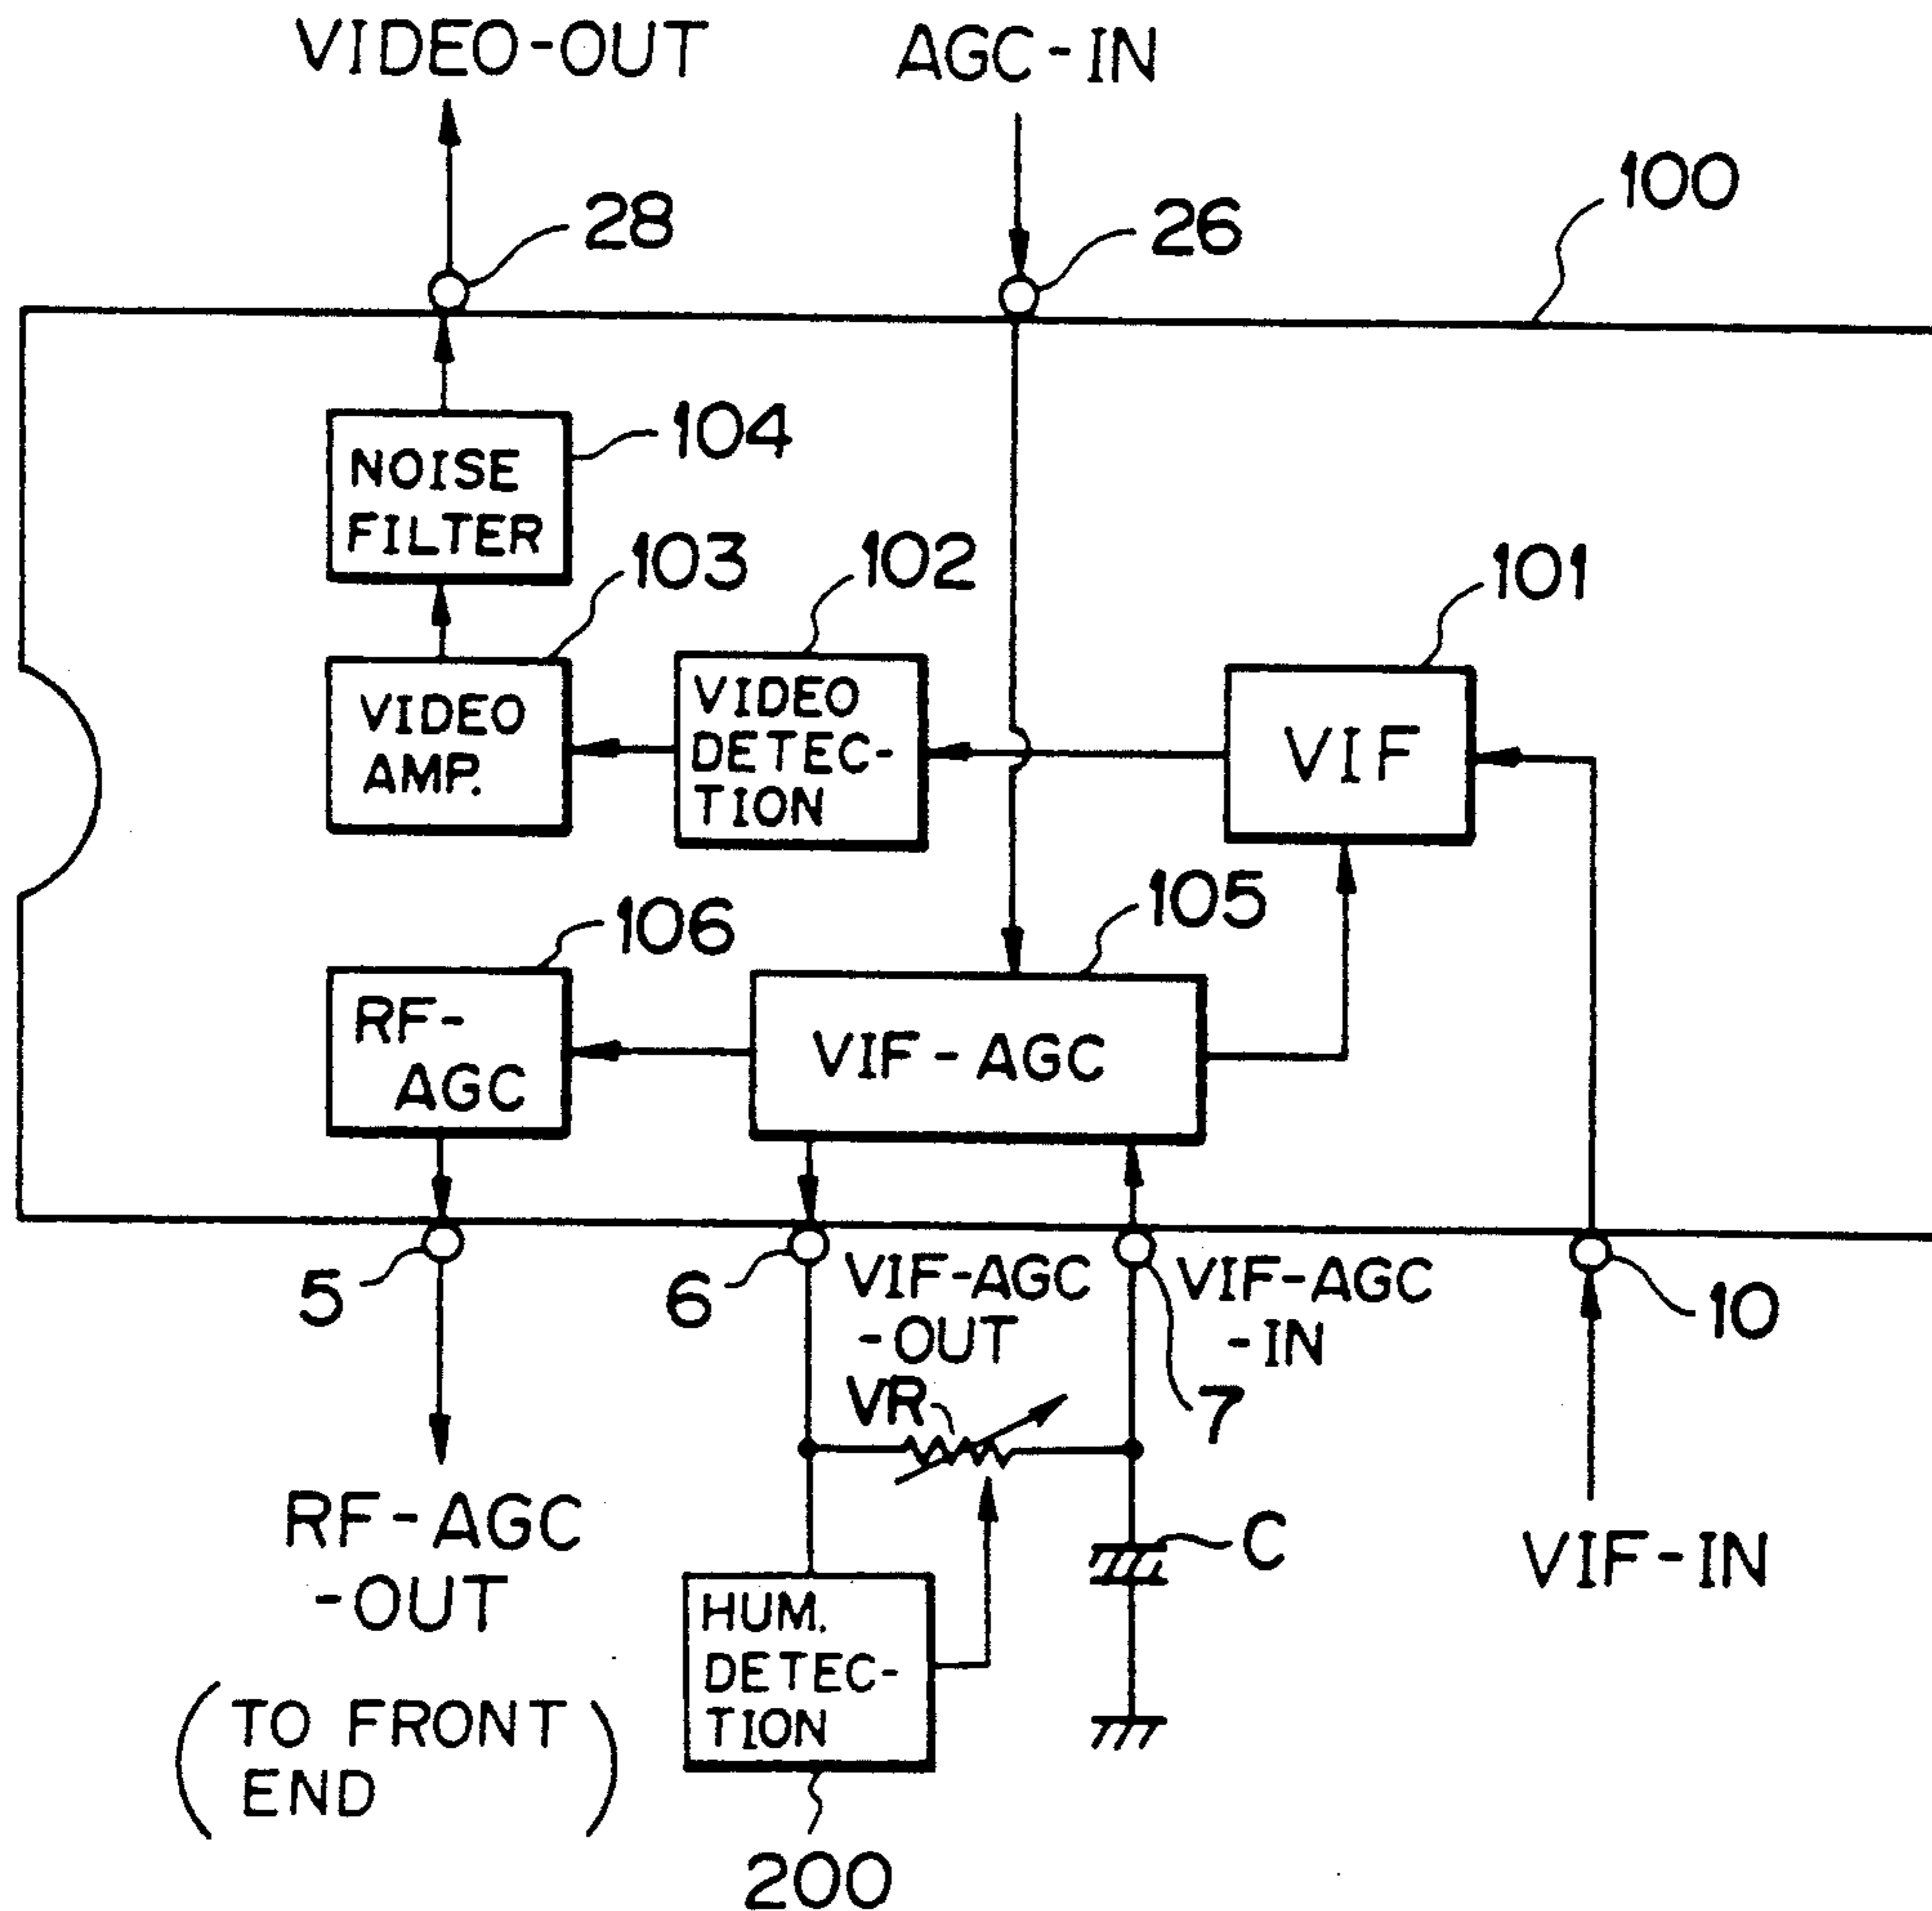 VIDEO-OUT
AGC-IN
100
28
26
104
NOISE
FILTER
103
102
101
VIDEO
AMP.
VIDEO
DETEC-
TION
VIF
106
105
RF-
AGC
VIF-AGC
5
6
VIF-AGC
-OUT
VIF-AGC
-IN
10
VR
7
RF-AGC
-OUT
C
VIF-IN
HUM.
DETEC-
TION
(TO FRONT
END)
200